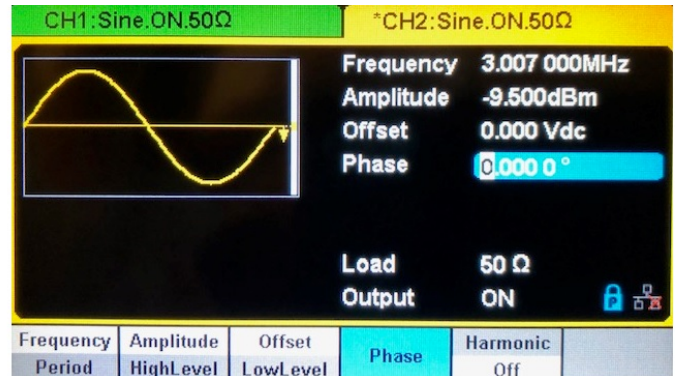 CH1:Sine.ON.50Ω
*CH2:Sine.ON.50Ω
Frequency 3.007 000MHz
Amplitude -9.500dBm
Offset 0.000 Vdc
Phase 0.000 0 °
Load 50 Ω
Output ON
P
Frequency Amplitude Offset Phase Harmonic
Period HighLevel LowLevel Off